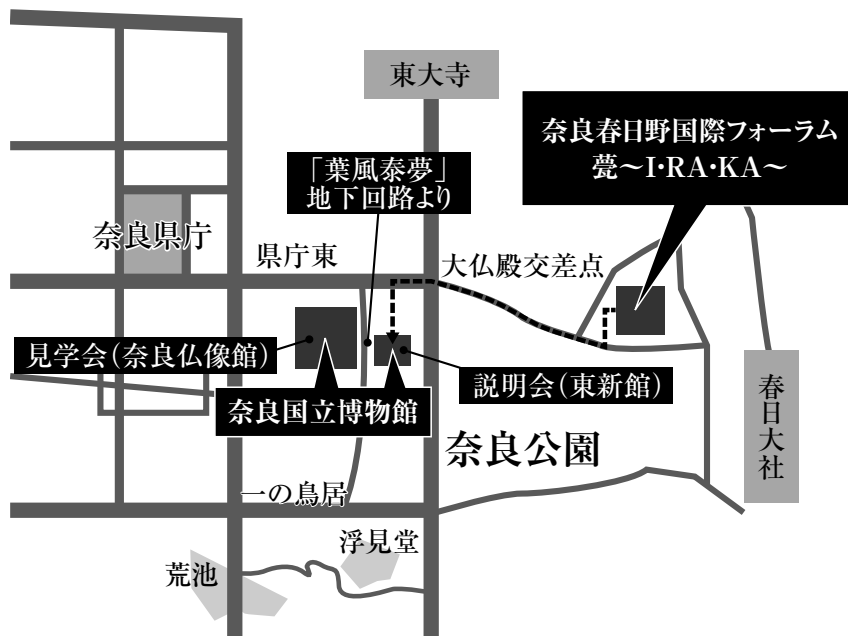 東大寺
奈良春日野国際フォーラム
甍〜I・RA・KA〜
「葉風泰夢」
地下回路より
奈良県庁
県庁東
大仏殿交差点
見学会(奈良仏像館)
説明会(東新館)
奈良国立博物館
奈良公園
春日大社
一の鳥居
浮見堂
荒池